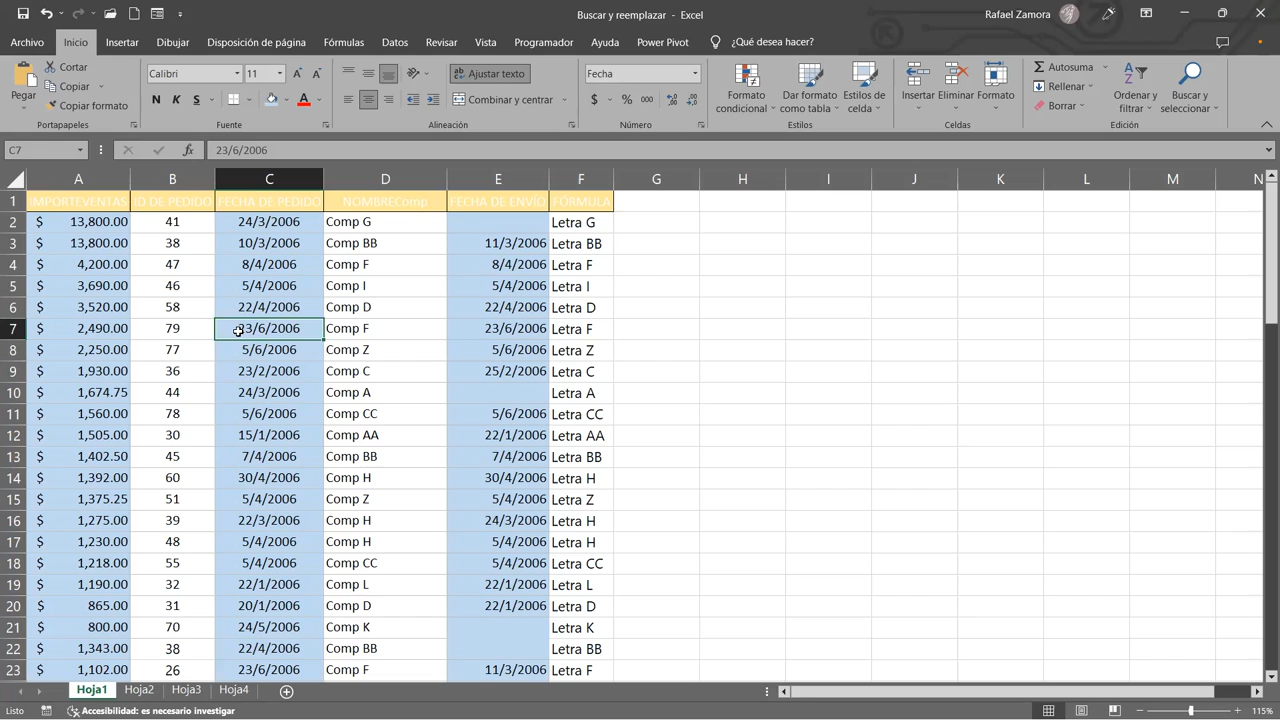 Buscar y reemplazar - Excel
Rafael Zamora
Archivo Inicio Insertar Dibujar Disposición de página Fórmulas Datos Revisar Vista Programador Ayuda Power Pivot ¿Qué desea hacer?
Pegar
Cortar
Copiar
Copiar formato
Portapapeles
Calibri 11
N K S
Fuente
Ajustar texto
Combinar y centrar
Alineación
Fecha
$ % 000
Número
Formato condicional
Dar formato como tabla
Estilos de celda
Estilos
Insertar Eliminar Formato
Celdas
Autosuma
Rellenar
Borrar
Ordenar y filtrar
Buscar y seleccionar
Edición
C7 fx 23/6/2006
A B C D E F G H I J K L M N
1 IMPORTEVENTAS ID DE PEDIDO FECHA DE PEDIDO NOMBREComp FECHA DE ENVÍO FORMULA
2 $ 13,800.00 41 24/3/2006 Comp G Letra G
3 $ 13,800.00 38 10/3/2006 Comp BB 11/3/2006 Letra BB
4 $ 4,200.00 47 8/4/2006 Comp F 8/4/2006 Letra F
5 $ 3,690.00 46 5/4/2006 Comp I 5/4/2006 Letra I
6 $ 3,520.00 58 22/4/2006 Comp D 22/4/2006 Letra D
7 $ 2,490.00 79 23/6/2006 Comp F 23/6/2006 Letra F
8 $ 2,250.00 77 5/6/2006 Comp Z 5/6/2006 Letra Z
9 $ 1,930.00 36 23/2/2006 Comp C 25/2/2006 Letra C
10 $ 1,674.75 44 24/3/2006 Comp A Letra A
11 $ 1,560.00 78 5/6/2006 Comp CC 5/6/2006 Letra CC
12 $ 1,505.00 30 15/1/2006 Comp AA 22/1/2006 Letra AA
13 $ 1,402.50 45 7/4/2006 Comp BB 7/4/2006 Letra BB
14 $ 1,392.00 60 30/4/2006 Comp H 30/4/2006 Letra H
15 $ 1,375.25 51 5/4/2006 Comp Z 5/4/2006 Letra Z
16 $ 1,275.00 39 22/3/2006 Comp H 24/3/2006 Letra H
17 $ 1,230.00 48 5/4/2006 Comp H 5/4/2006 Letra H
18 $ 1,218.00 55 5/4/2006 Comp CC 5/4/2006 Letra CC
19 $ 1,190.00 32 22/1/2006 Comp L 22/1/2006 Letra L
20 $ 865.00 31 20/1/2006 Comp D 22/1/2006 Letra D
21 $ 800.00 70 24/5/2006 Comp K Letra K
22 $ 1,343.00 38 22/4/2006 Comp BB Letra BB
23 $ 1,102.00 26 23/6/2006 Comp F 11/3/2006 Letra F
Hoja1 Hoja2 Hoja3 Hoja4
Listo Accesibilidad: es necesario investigar 115%